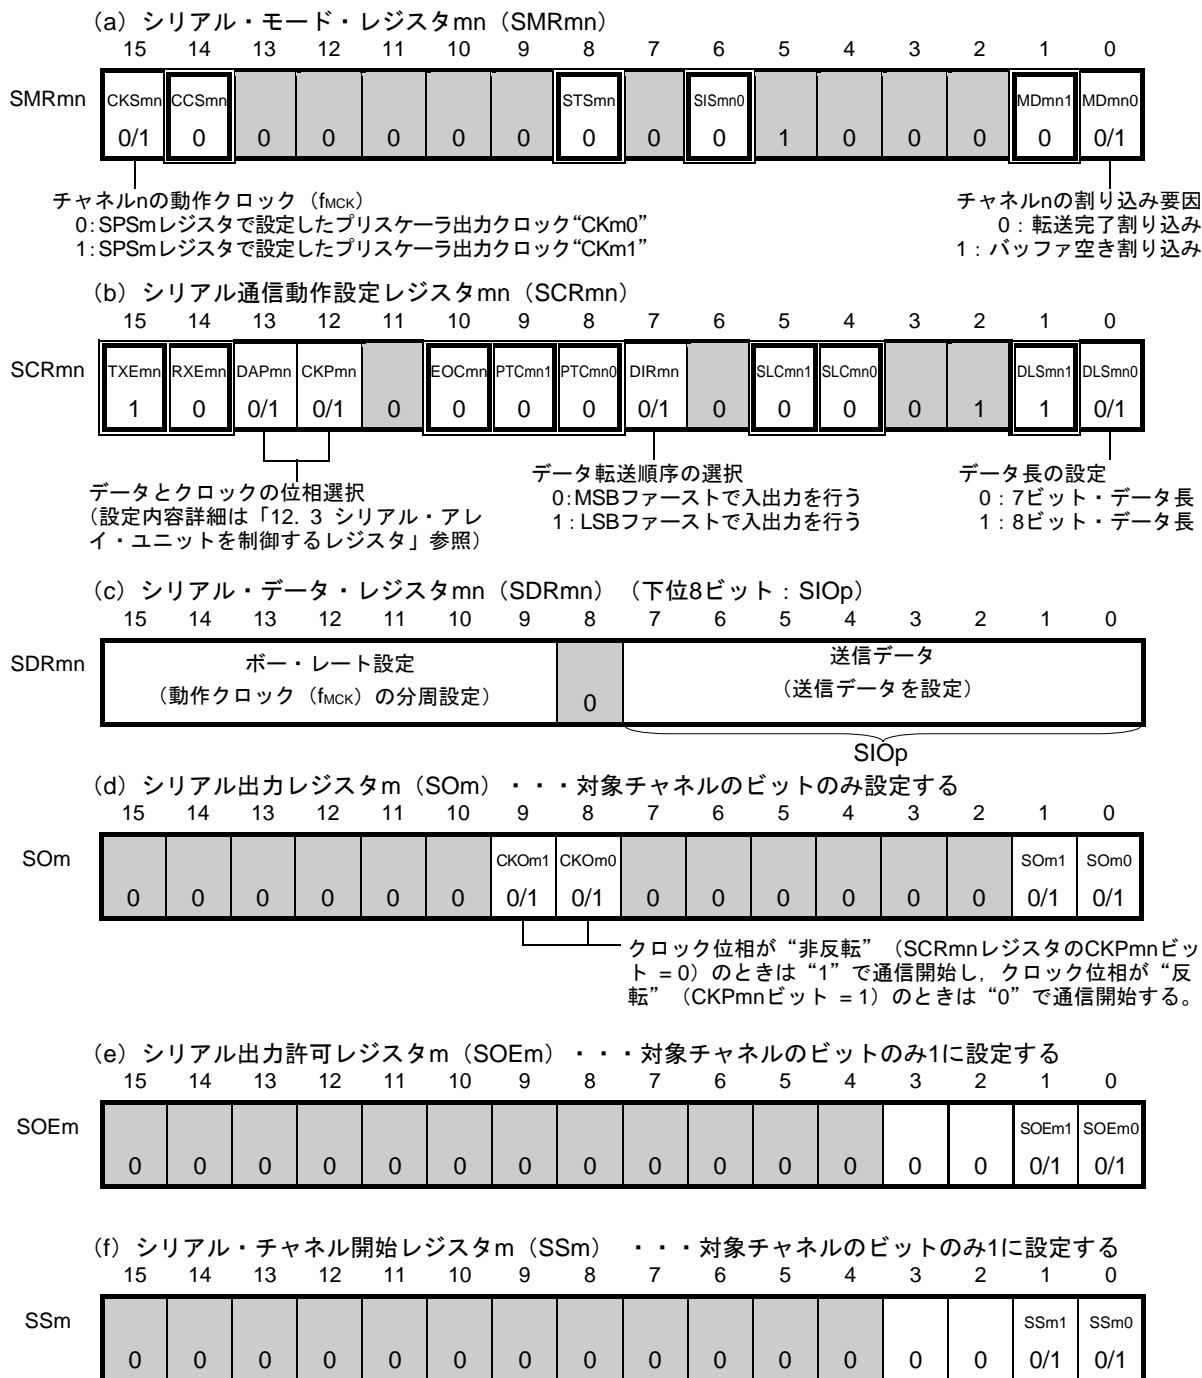 (a) シリアル・モード・レジスタmn（SMRmn）
15 14 13 12 11 10 9 8 7 6 5 4 3 2 1 0
SMRmn CKSmn CCSmn STSmn SISmn0 MDmn1 MDmn0
0/1 0 0 0 0 0 0 0 0 0 1 0 0 0 0 0/1
チャネルnの動作クロック（fMCK）
0：SPSmレジスタで設定したプリスケーラ出力クロック“CKm0”
1：SPSmレジスタで設定したプリスケーラ出力クロック“CKm1”
チャネルnの割り込み要因
0：転送完了割り込み
1：バッファ空き割り込み
(b) シリアル通信動作設定レジスタmn（SCRmn）
15 14 13 12 11 10 9 8 7 6 5 4 3 2 1 0
SCRmn TXEmn RXEmn DAPmn CKPmn EOCmn PTCmn1 PTCmn0 DIRmn SLCmn1 SLCmn0 DLSmn1 DLSmn0
1 0 0/1 0/1 0 0 0 0 0/1 0 0 0 0 1 1 0/1
データとクロックの位相選択
（設定内容詳細は「12. 3 シリアル・アレ
イ・ユニットを制御するレジスタ」参照）
データ転送順序の選択
0：MSBファーストで入出力を行う
1：LSBファーストで入出力を行う
データ長の設定
0：7ビット・データ長
1：8ビット・データ長
(c) シリアル・データ・レジスタmn（SDRmn）（下位8ビット：SIOp）
15 14 13 12 11 10 9 8 7 6 5 4 3 2 1 0
SDRmn ボー・レート設定 送信データ
（動作クロック（fMCK）の分周設定） 0 （送信データを設定）
SIOp
(d) シリアル出力レジスタm（SOm）・・・対象チャネルのビットのみ設定する
15 14 13 12 11 10 9 8 7 6 5 4 3 2 1 0
SOm CKOm1 CKOm0 SOm1 SOm0
0 0 0 0 0 0 0/1 0/1 0 0 0 0 0 0 0/1 0/1
クロック位相が“非反転”（SCRmnレジスタのCKPmnビッ
ト = 0）のときは“1”で通信開始し，クロック位相が“反
転”（CKPmnビット = 1）のときは“0”で通信開始する。
(e) シリアル出力許可レジスタm（SOEm）・・・対象チャネルのビットのみ1に設定する
15 14 13 12 11 10 9 8 7 6 5 4 3 2 1 0
SOEm SOEm1 SOEm0
0 0 0 0 0 0 0 0 0 0 0 0 0 0 0/1 0/1
(f) シリアル・チャネル開始レジスタm（SSm） ・・・対象チャネルのビットのみ1に設定する
15 14 13 12 11 10 9 8 7 6 5 4 3 2 1 0
SSm SSm1 SSm0
0 0 0 0 0 0 0 0 0 0 0 0 0 0 0/1 0/1